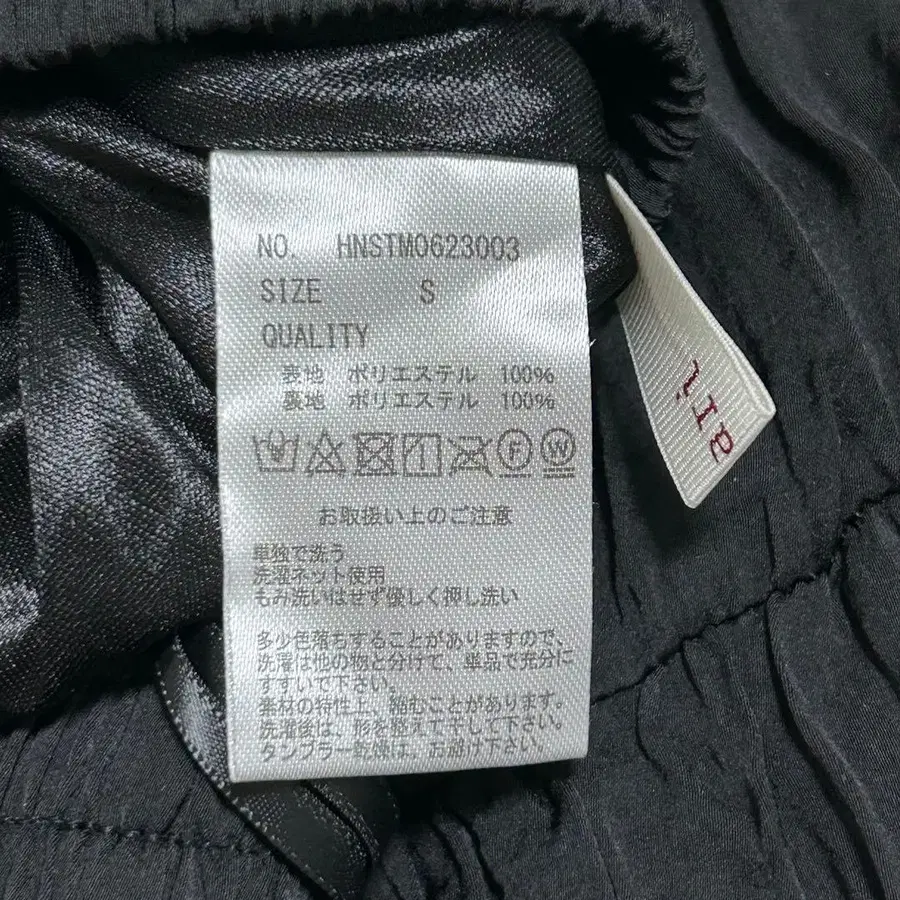 NO. HNSTM0623003
SIZE S
QUALITY
表地 ポリエステル 100%
裏地 ポリエステル 100%
F W
お取扱い上のご注意
単独で洗う
洗濯ネット使用
もみ洗いはせず優しく押し洗い
多少色落ちすることがありますので、
洗濯は他の物と分けて、単品で充分に
すすいで下さい。
素材の特性上、縮むことがあります。
洗濯後は、形を整えて干して下さい。
タンブラー乾燥は、お避け下さい。